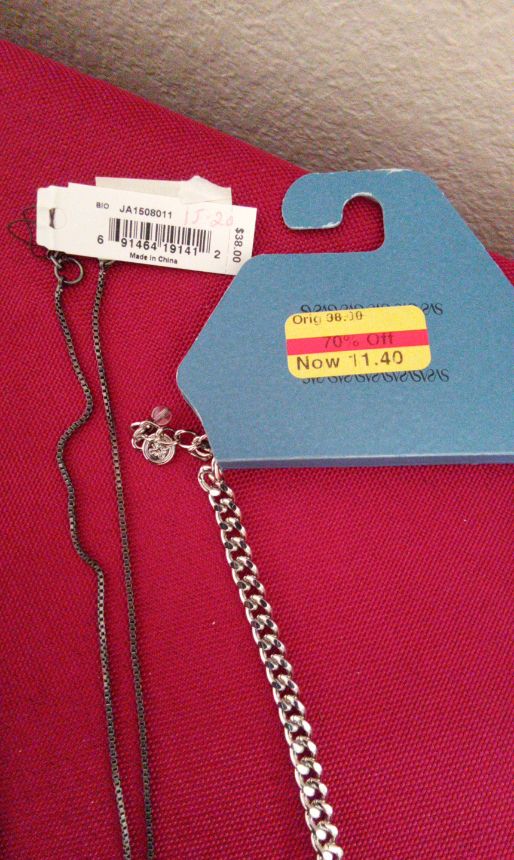 BIO JA1508011
15-20
6 91464 19141 2
Made in China
$38.00
Orig 38.00
70% Off
Now 11.40